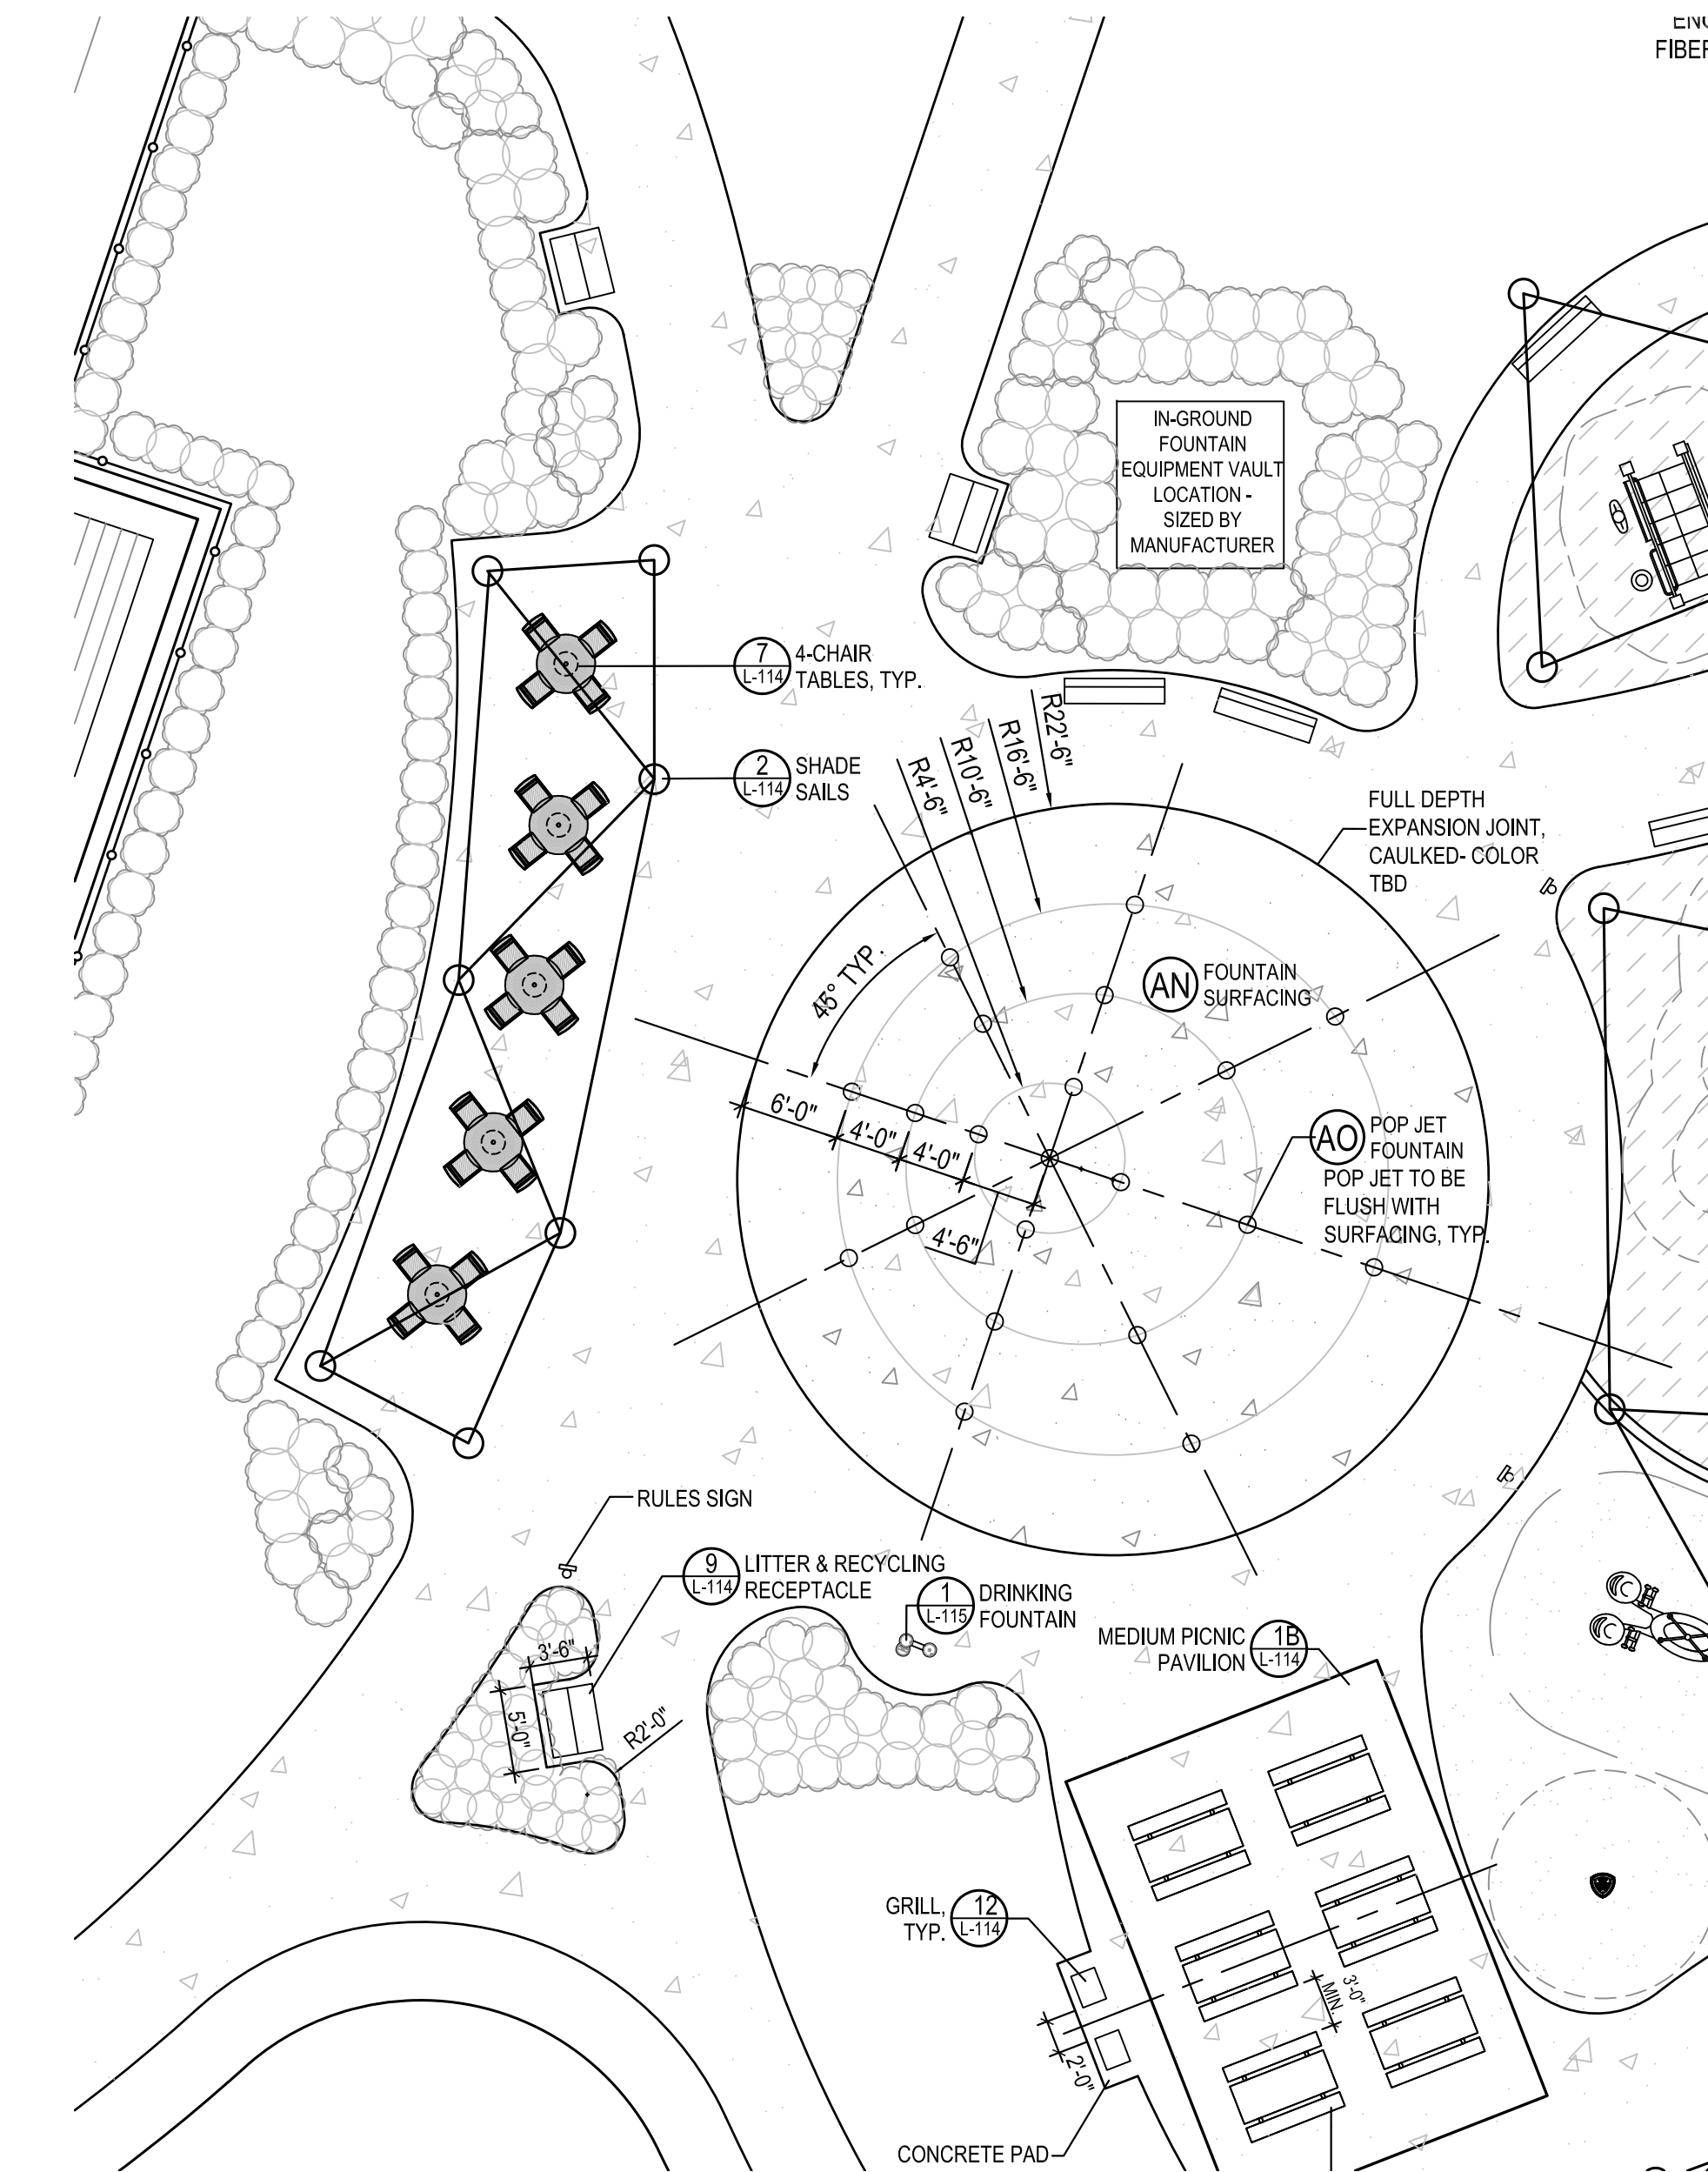 FIBER
IN-GROUND
FOUNTAIN
EQUIPMENT VAULT
LOCATION -
SIZED BY
MANUFACTURER
7
L-114
4-CHAIR
TABLES, TYP.
2
L-114
SHADE
SAILS
R4'-6"
R10'-6"
R16'-6"
R22'-6"
FULL DEPTH
EXPANSION JOINT,
CAULKED- COLOR
TBD
45° TYP.
AN
FOUNTAIN
SURFACING
6'-0"
4'-0"
4'-0"
4'-6"
AO
POP JET
FOUNTAIN
POP JET TO BE
FLUSH WITH
SURFACING, TYP.
RULES SIGN
9
L-114
LITTER & RECYCLING
RECEPTACLE
1
L-115
DRINKING
FOUNTAIN
MEDIUM PICNIC
PAVILION
1B
L-114
3'-6"
5'-0"
R2'-0"
GRILL,
TYP.
12
L-114
3'-0"
MIN.
2'-0"
CONCRETE PAD